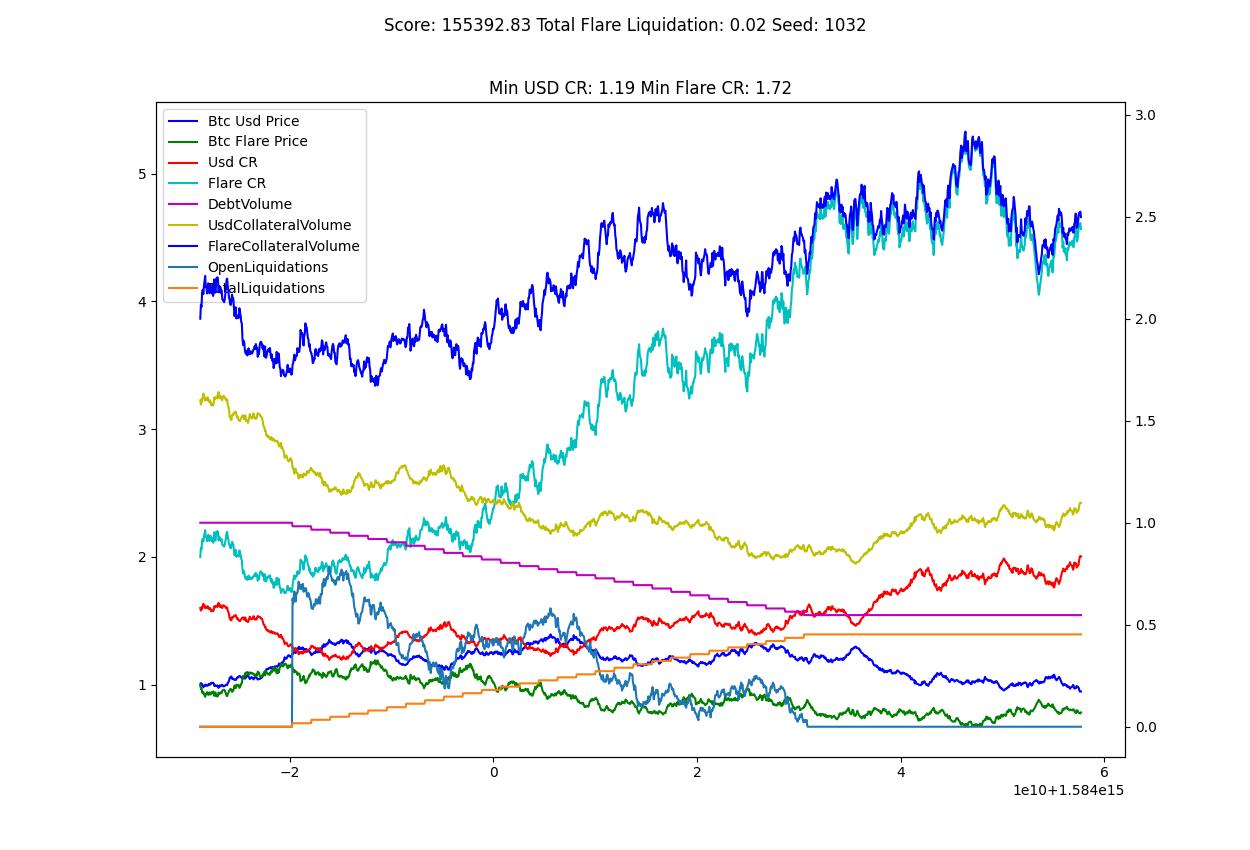 Score: 155392.83 Total Flare Liquidation: 0.02 Seed: 1032
Min USD CR: 1.19 Min Flare CR: 1.72
Btc Usd Price
Btc Flare Price
Usd CR
Flare CR
DebtVolume
UsdCollateralVolume
FlareCollateralVolume
OpenLiquidations
TotalLiquidations
5
4
3
2
1
3.0
2.5
2.0
1.5
1.0
0.5
0.0
−2
0
2
4
6
1e10+1.584e15